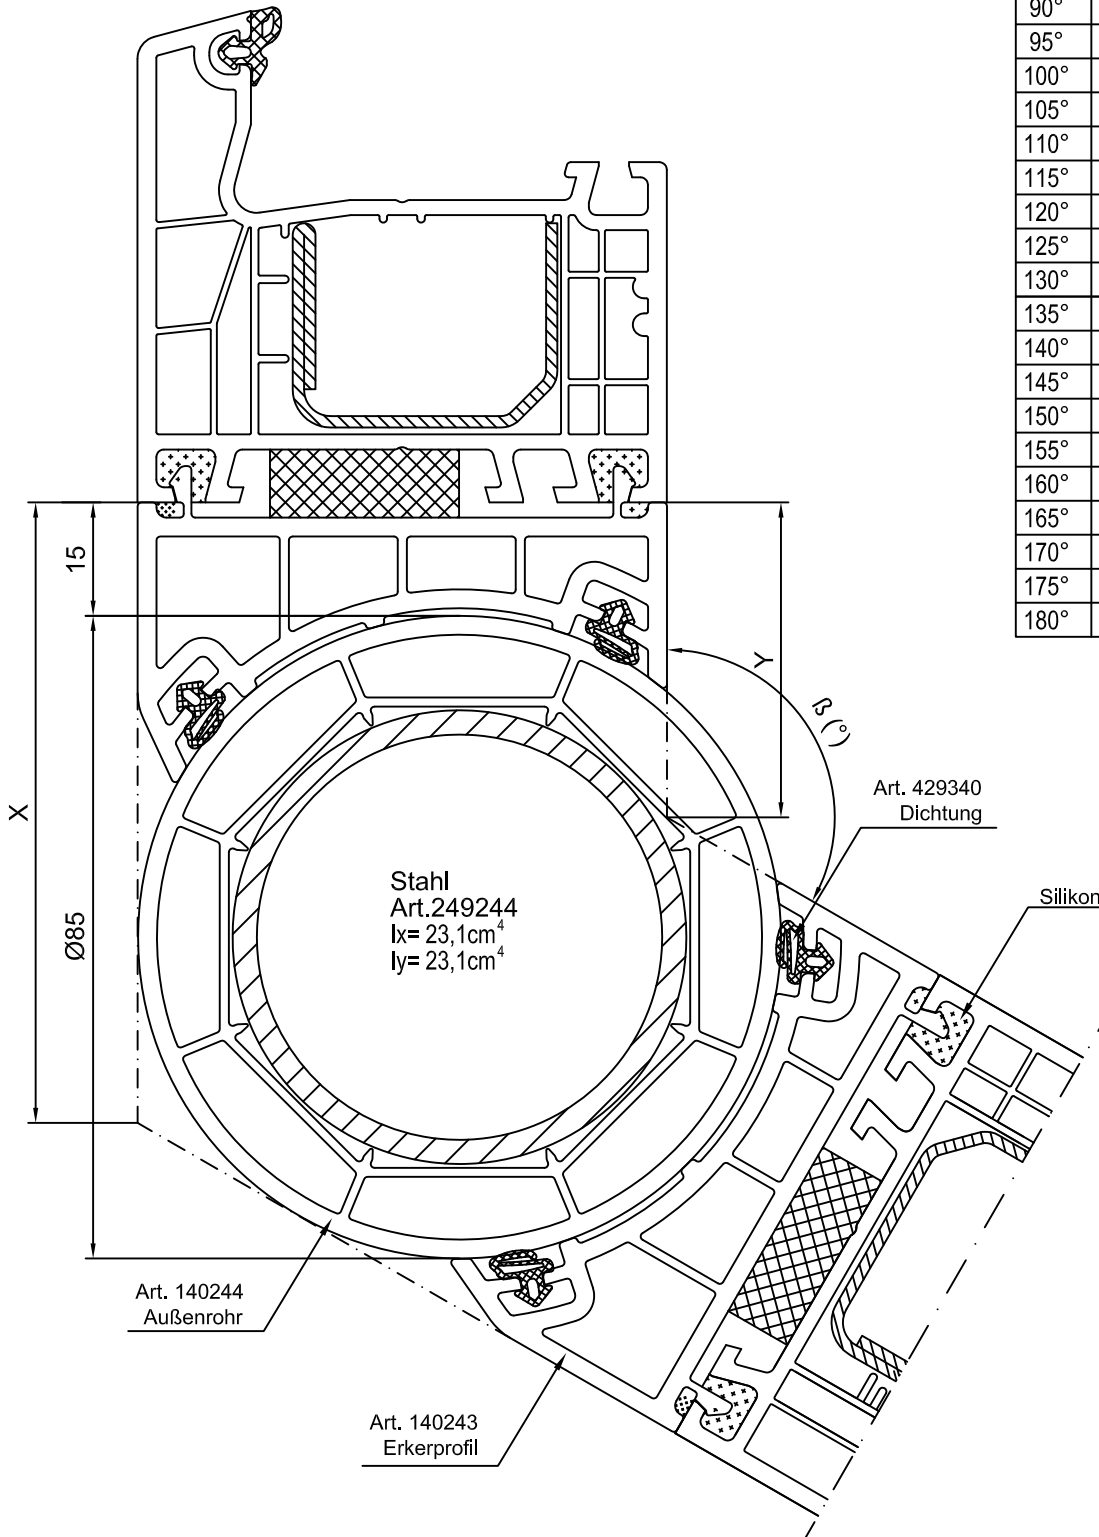 90°
95°
100°
105°
110°
115°
120°
125°
130°
135°
140°
145°
150°
155°
160°
165°
170°
175°
180°
15
X
Ø85
Y
ß (°)
Art. 429340
Dichtung
Silikon
Stahl
Art.249244
Ix= 23,1cm⁴
Iy= 23,1cm⁴
Art. 140244
Außenrohr
Art. 140243
Erkerprofil